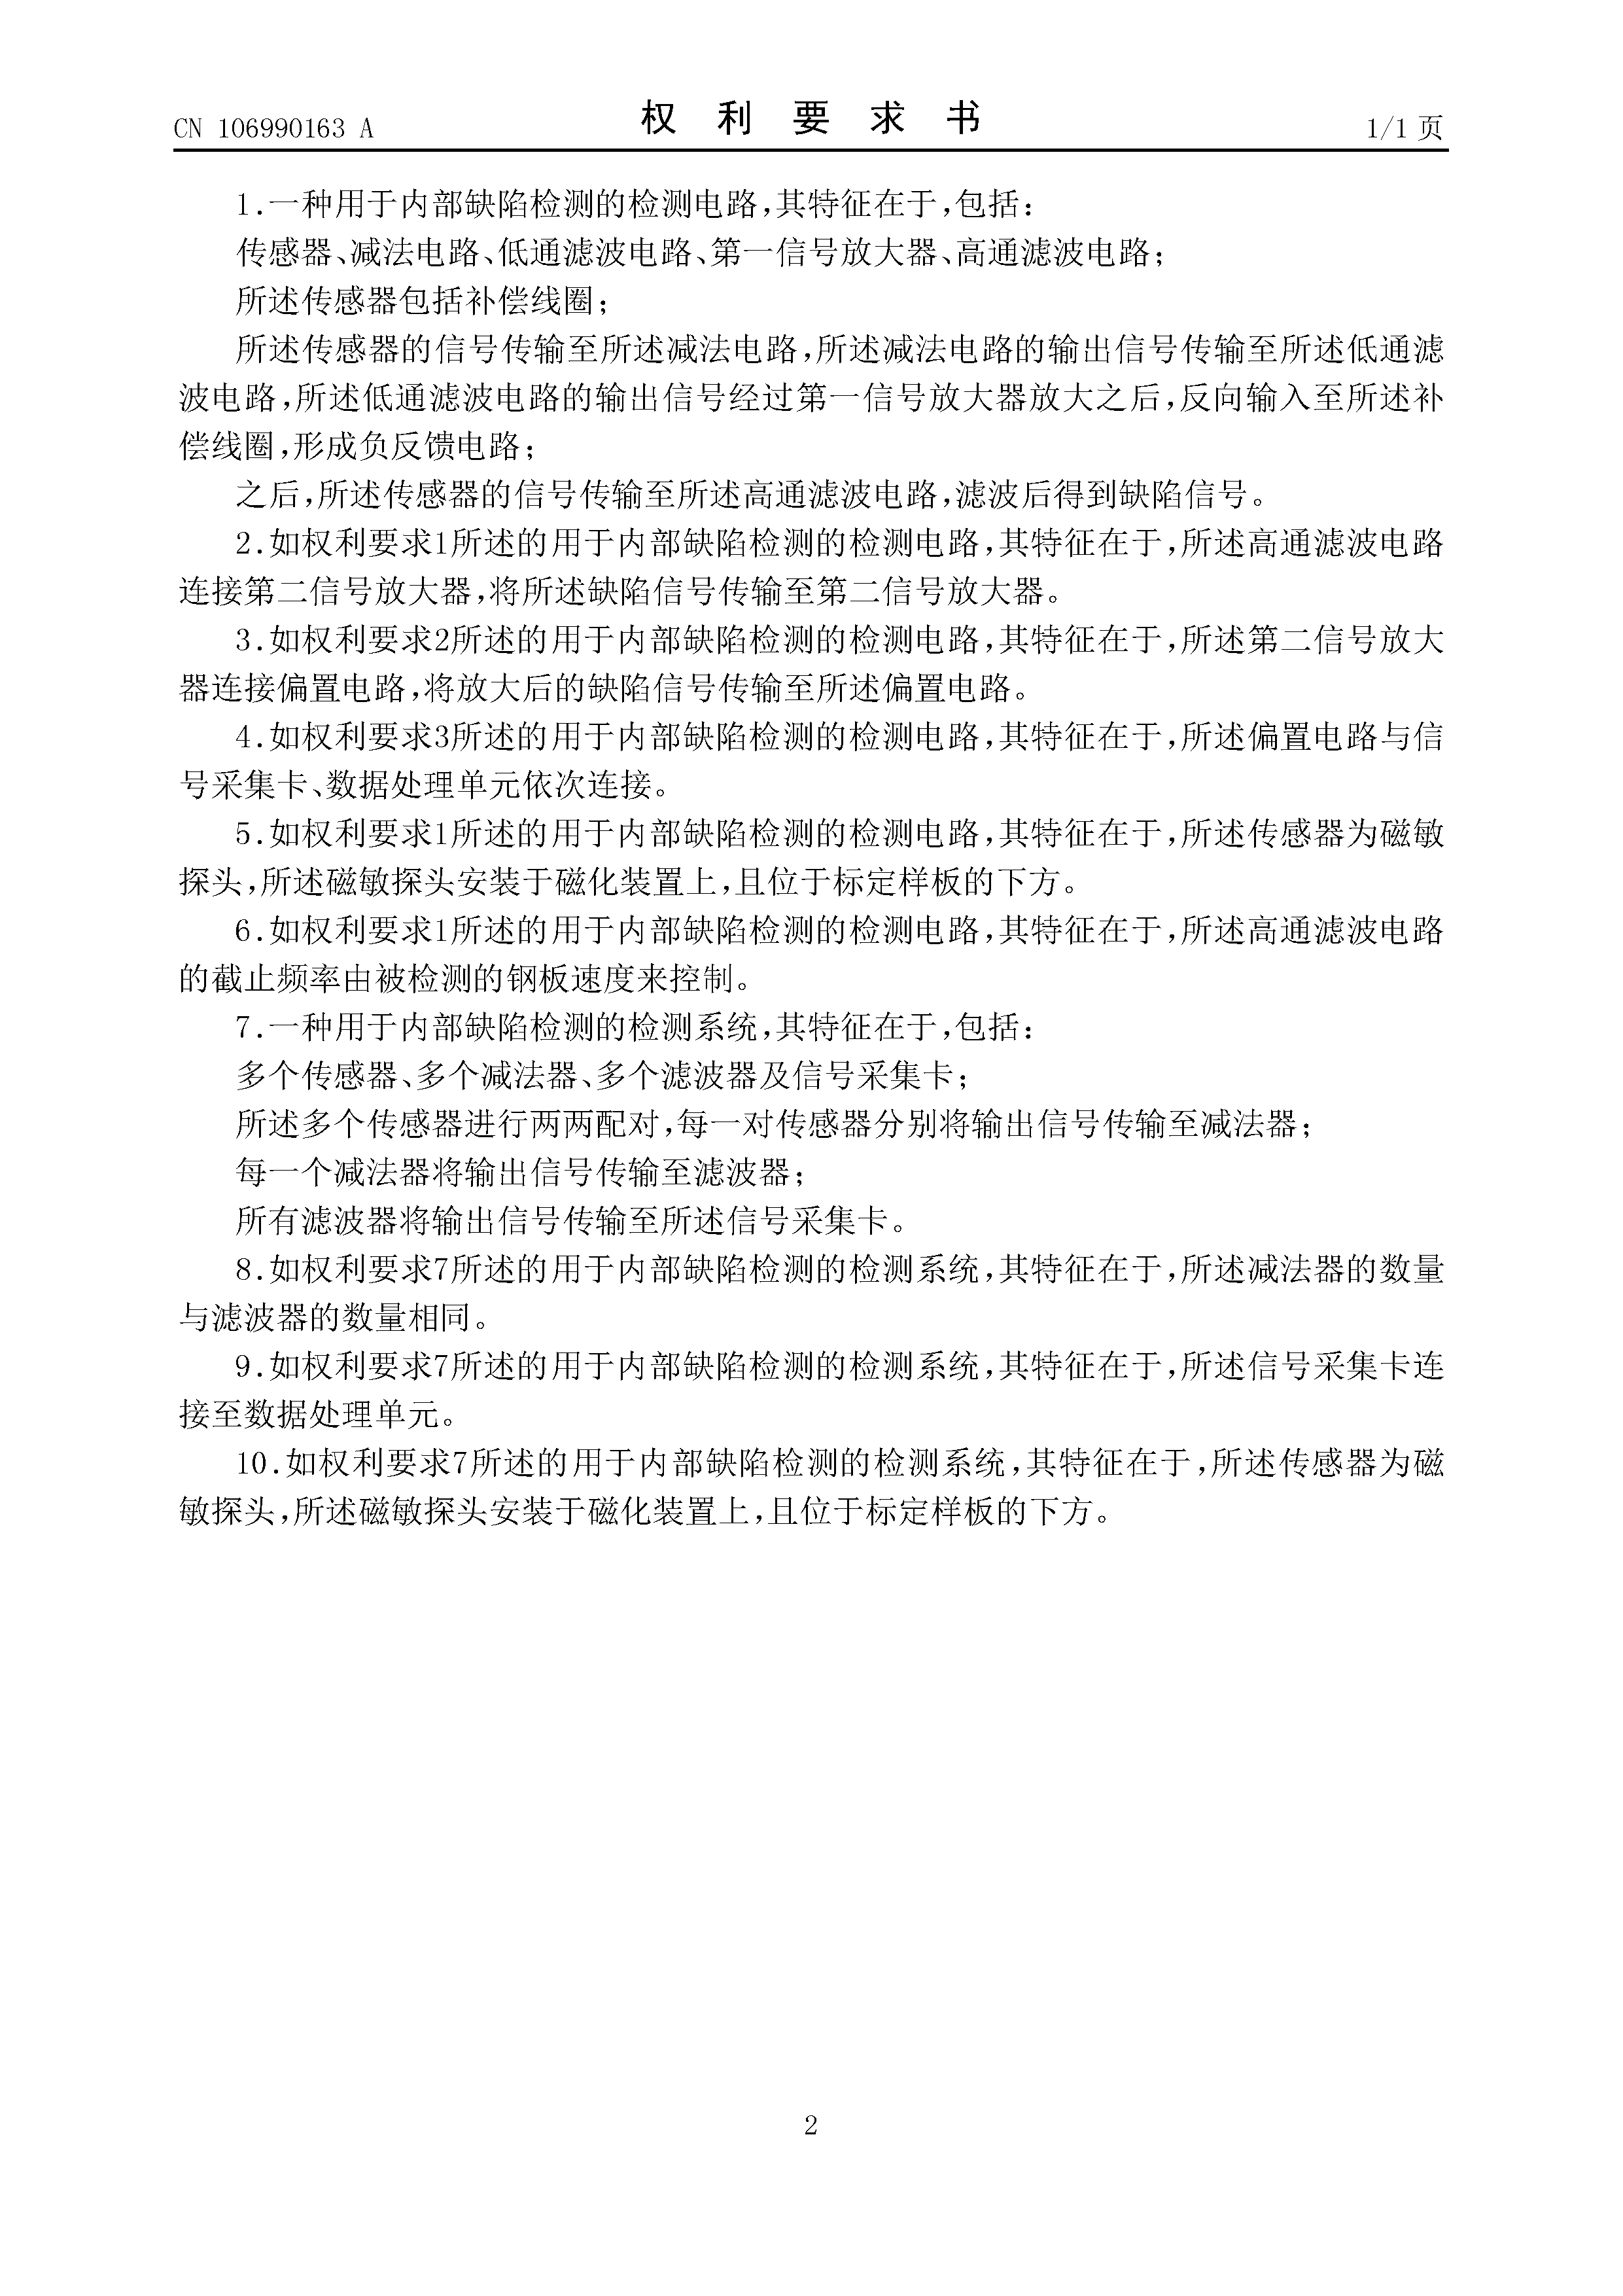 CN 106990163 A
权利要求书
1/1 页
1.一种用于内部缺陷检测的检测电路,其特征在于,包括:
传感器、减法电路、低通滤波电路、第一信号放大器、高通滤波电路;
所述传感器包括补偿线圈;
所述传感器的信号传输至所述减法电路,所述减法电路的输出信号传输至所述低通滤
波电路,所述低通滤波电路的输出信号经过第一信号放大器放大之后,反向输入至所述补
偿线圈,形成负反馈电路;
之后,所述传感器的信号传输至所述高通滤波电路,滤波后得到缺陷信号。
2.如权利要求1所述的用于内部缺陷检测的检测电路,其特征在于,所述高通滤波电路
连接第二信号放大器,将所述缺陷信号传输至第二信号放大器。
3.如权利要求2所述的用于内部缺陷检测的检测电路,其特征在于,所述第二信号放大
器连接偏置电路,将放大后的缺陷信号传输至所述偏置电路。
4.如权利要求3所述的用于内部缺陷检测的检测电路,其特征在于,所述偏置电路与信
号采集卡、数据处理单元依次连接。
5.如权利要求1所述的用于内部缺陷检测的检测电路,其特征在于,所述传感器为磁敏
探头,所述磁敏探头安装于磁化装置上,且位于标定样板的下方。
6.如权利要求1所述的用于内部缺陷检测的检测电路,其特征在于,所述高通滤波电路
的截止频率由被检测的钢板速度来控制。
7.一种用于内部缺陷检测的检测系统,其特征在于,包括:
多个传感器、多个减法器、多个滤波器及信号采集卡;
所述多个传感器进行两两配对,每一对传感器分别将输出信号传输至减法器;
每一个减法器将输出信号传输至滤波器;
所有滤波器将输出信号传输至所述信号采集卡。
8.如权利要求7所述的用于内部缺陷检测的检测系统,其特征在于,所述减法器的数量
与滤波器的数量相同。
9.如权利要求7所述的用于内部缺陷检测的检测系统,其特征在于,所述信号采集卡连
接至数据处理单元。
10.如权利要求7所述的用于内部缺陷检测的检测系统,其特征在于,所述传感器为磁
敏探头,所述磁敏探头安装于磁化装置上,且位于标定样板的下方。
2